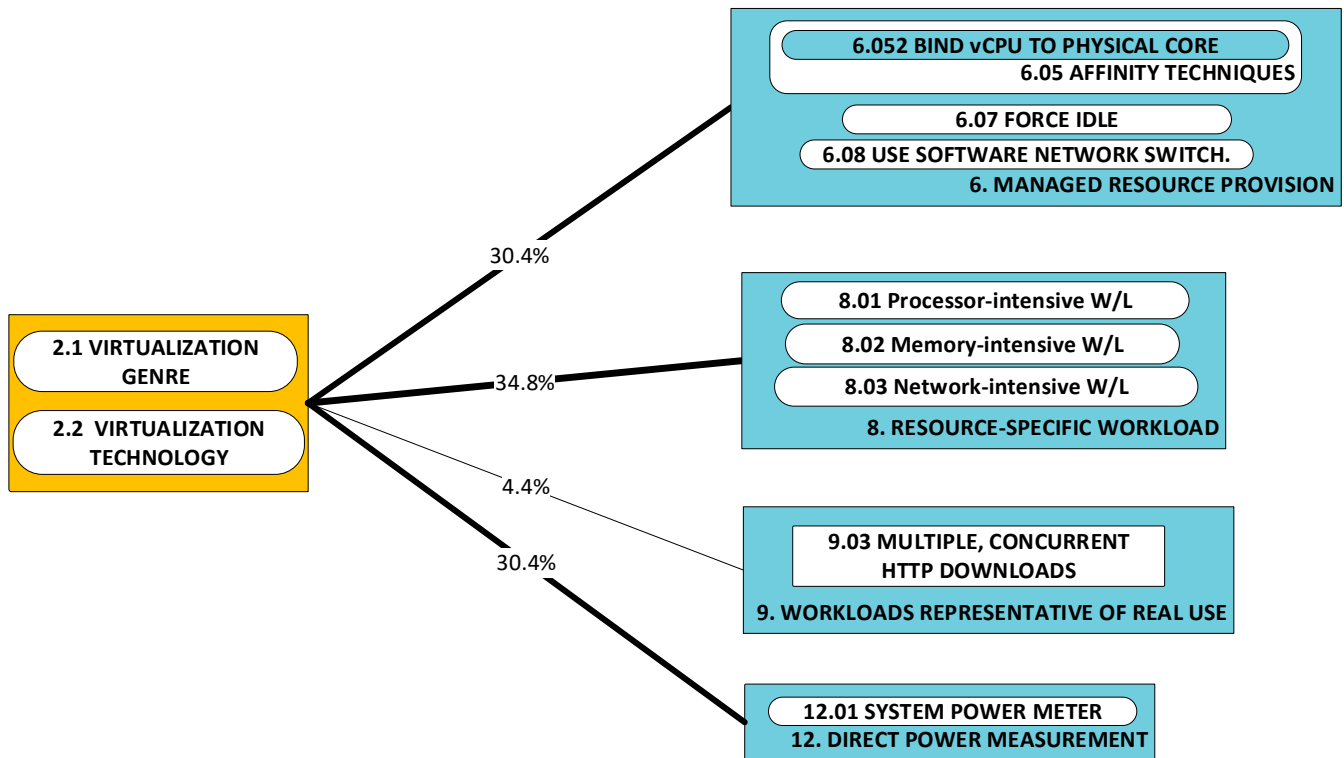 6.052 BIND vCPU TO PHYSICAL CORE
6.05 AFFINITY TECHNIQUES
6.07 FORCE IDLE
6.08 USE SOFTWARE NETWORK SWITCH.
6. MANAGED RESOURCE PROVISION
30.4%
8.01 Processor-intensive W/L
8.02 Memory-intensive W/L
8.03 Network-intensive W/L
8. RESOURCE-SPECIFIC WORKLOAD
2.1 VIRTUALIZATION
GENRE
2.2 VIRTUALIZATION
TECHNOLOGY
34.8%
4.4%
30.4%
9.03 MULTIPLE, CONCURRENT
HTTP DOWNLOADS
9. WORKLOADS REPRESENTATIVE OF REAL USE
12.01 SYSTEM POWER METER
12. DIRECT POWER MEASUREMENT